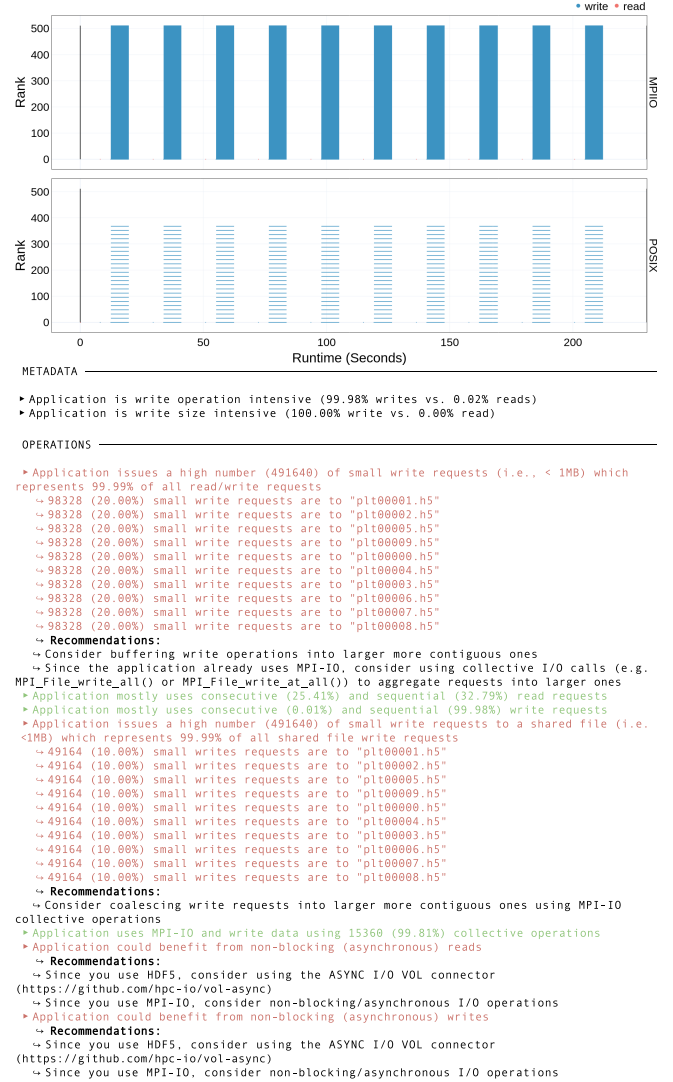 write read
500
400
300
200
100
0
Rank
MPIIO
500
400
300
200
100
0
Rank
POSIX
0 50 100 150 200
Runtime (Seconds)
METADATA
▸ Application is write operation intensive (99.98% writes vs. 0.02% reads)
▸ Application is write size intensive (100.00% write vs. 0.00% read)
OPERATIONS
▸ Application issues a high number (491640) of small write requests (i.e., < 1MB) which
represents 99.99% of all read/write requests
↪ 98328 (20.00%) small write requests are to "plt00001.h5"
↪ 98328 (20.00%) small write requests are to "plt00002.h5"
↪ 98328 (20.00%) small write requests are to "plt00005.h5"
↪ 98328 (20.00%) small write requests are to "plt00009.h5"
↪ 98328 (20.00%) small write requests are to "plt00000.h5"
↪ 98328 (20.00%) small write requests are to "plt00004.h5"
↪ 98328 (20.00%) small write requests are to "plt00003.h5"
↪ 98328 (20.00%) small write requests are to "plt00006.h5"
↪ 98328 (20.00%) small write requests are to "plt00007.h5"
↪ 98328 (20.00%) small write requests are to "plt00008.h5"
↪ Recommendations:
↪ Consider buffering write operations into larger more contiguous ones
↪ Since the application already uses MPI-IO, consider using collective I/O calls (e.g.
MPI_File_write_all() or MPI_File_write_at_all()) to aggregate requests into larger ones
▸ Application mostly uses consecutive (25.41%) and sequential (32.79%) read requests
▸ Application mostly uses consecutive (0.01%) and sequential (99.98%) write requests
▸ Application issues a high number (491640) of small write requests to a shared file (i.e.
<1MB) which represents 99.99% of all shared file write requests
↪ 49164 (10.00%) small writes requests are to "plt00001.h5"
↪ 49164 (10.00%) small writes requests are to "plt00002.h5"
↪ 49164 (10.00%) small writes requests are to "plt00005.h5"
↪ 49164 (10.00%) small writes requests are to "plt00009.h5"
↪ 49164 (10.00%) small writes requests are to "plt00000.h5"
↪ 49164 (10.00%) small writes requests are to "plt00004.h5"
↪ 49164 (10.00%) small writes requests are to "plt00003.h5"
↪ 49164 (10.00%) small writes requests are to "plt00006.h5"
↪ 49164 (10.00%) small writes requests are to "plt00007.h5"
↪ 49164 (10.00%) small writes requests are to "plt00008.h5"
↪ Recommendations:
↪ Consider coalescing write requests into larger more contiguous ones using MPI-IO
collective operations
▸ Application uses MPI-IO and write data using 15360 (99.81%) collective operations
▸ Application could benefit from non-blocking (asynchronous) reads
↪ Recommendations:
↪ Since you use HDF5, consider using the ASYNC I/O VOL connector
(https://github.com/hpc-io/vol-async)
↪ Since you use MPI-IO, consider non-blocking/asynchronous I/O operations
▸ Application could benefit from non-blocking (asynchronous) writes
↪ Recommendations:
↪ Since you use HDF5, consider using the ASYNC I/O VOL connector
(https://github.com/hpc-io/vol-async)
↪ Since you use MPI-IO, consider non-blocking/asynchronous I/O operations